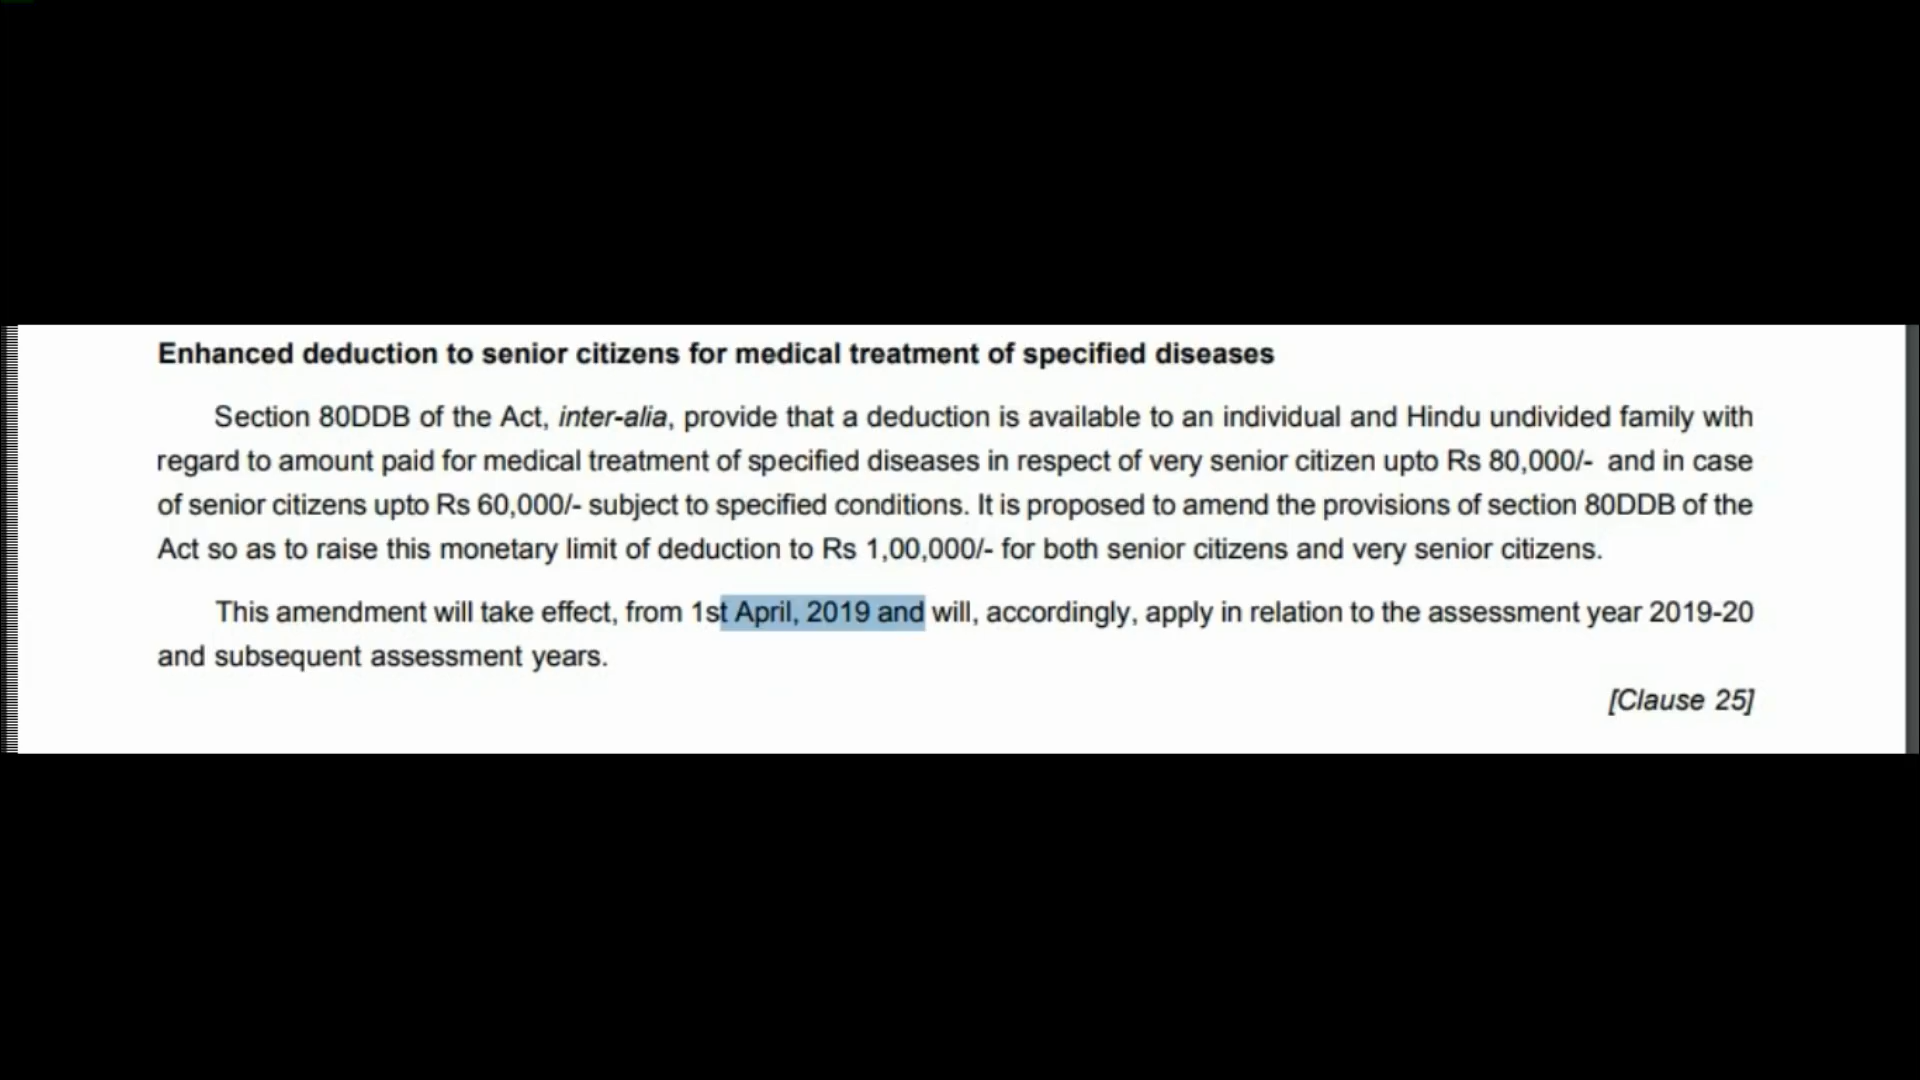 Enhanced deduction to senior citizens for medical treatment of specified diseases
Section 80DDB of the Act, inter-alia, provide that a deduction is available to an individual and Hindu undivided family with
regard to amount paid for medical treatment of specified diseases in respect of very senior citizen upto Rs 80,000/- and in case
of senior citizens upto Rs 60,000/- subject to specified conditions. It is proposed to amend the provisions of section 80DDB of the
Act so as to raise this monetary limit of deduction to Rs 1,00,000/- for both senior citizens and very senior citizens.
This amendment will take effect, from 1st April, 2019 and will, accordingly, apply in relation to the assessment year 2019-20
and subsequent assessment years.
[Clause 25]